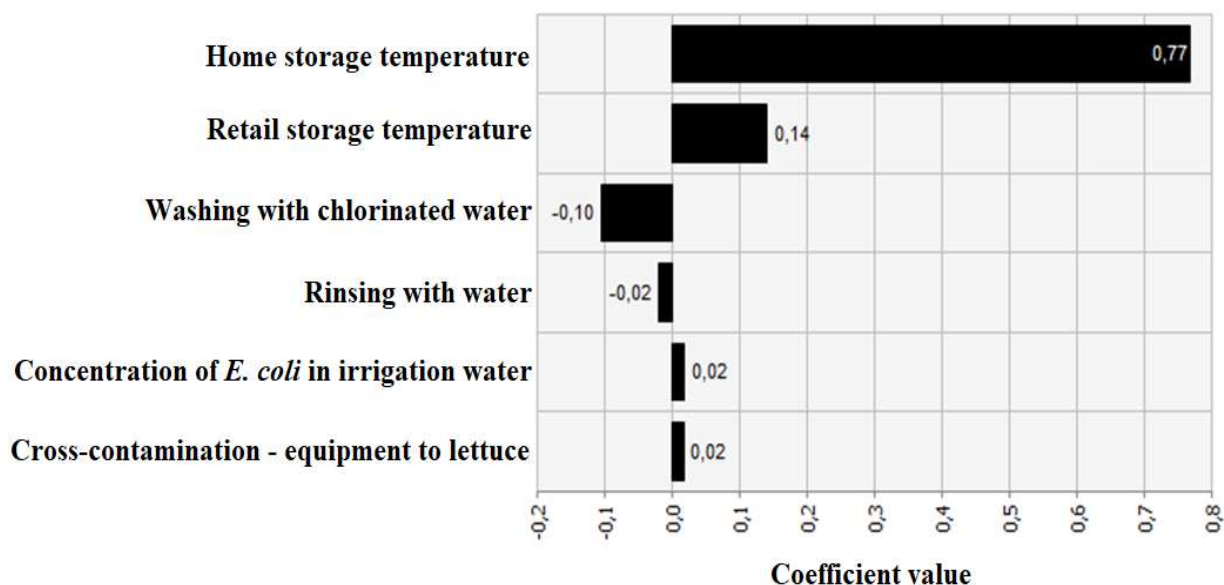 Home storage temperature
0,77
Retail storage temperature
0,14
Washing with chlorinated water
-0,10
Rinsing with water
-0,02
Concentration of E. coli in irrigation water
0,02
Cross-contamination - equipment to lettuce
0,02
-0,2
-0,1
0,0
0,1
0,2
0,3
0,4
0,5
0,6
0,7
0,8
Coefficient value